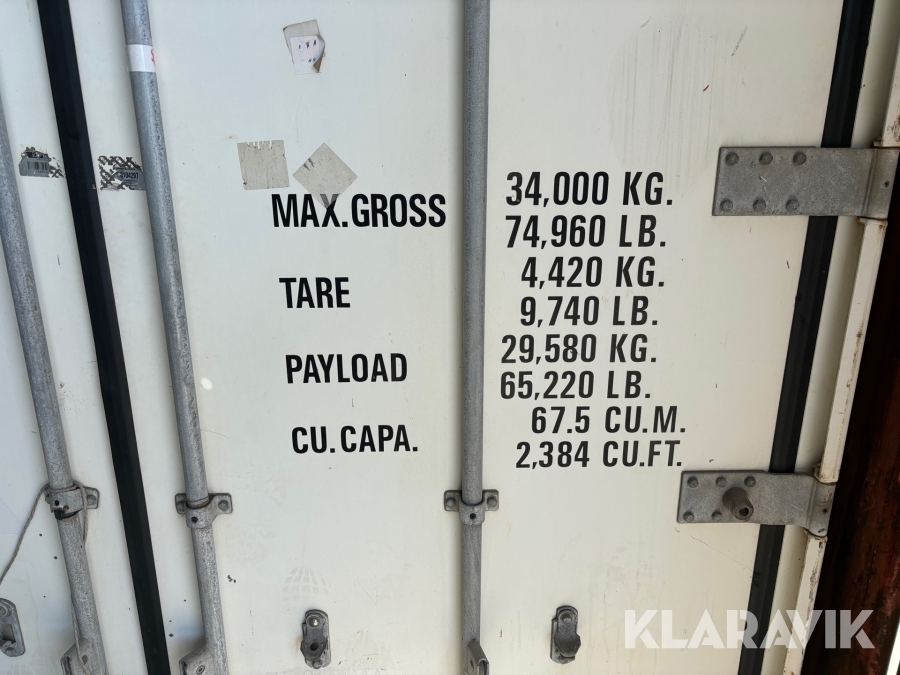 MAX.GROSS 34,000 KG.
74,960 LB.
TARE 4,420 KG.
9,740 LB.
PAYLOAD 29,580 KG.
65,220 LB.
CU.CAPA. 67.5 CU.M.
2,384 CU.FT.
KLARAVIK